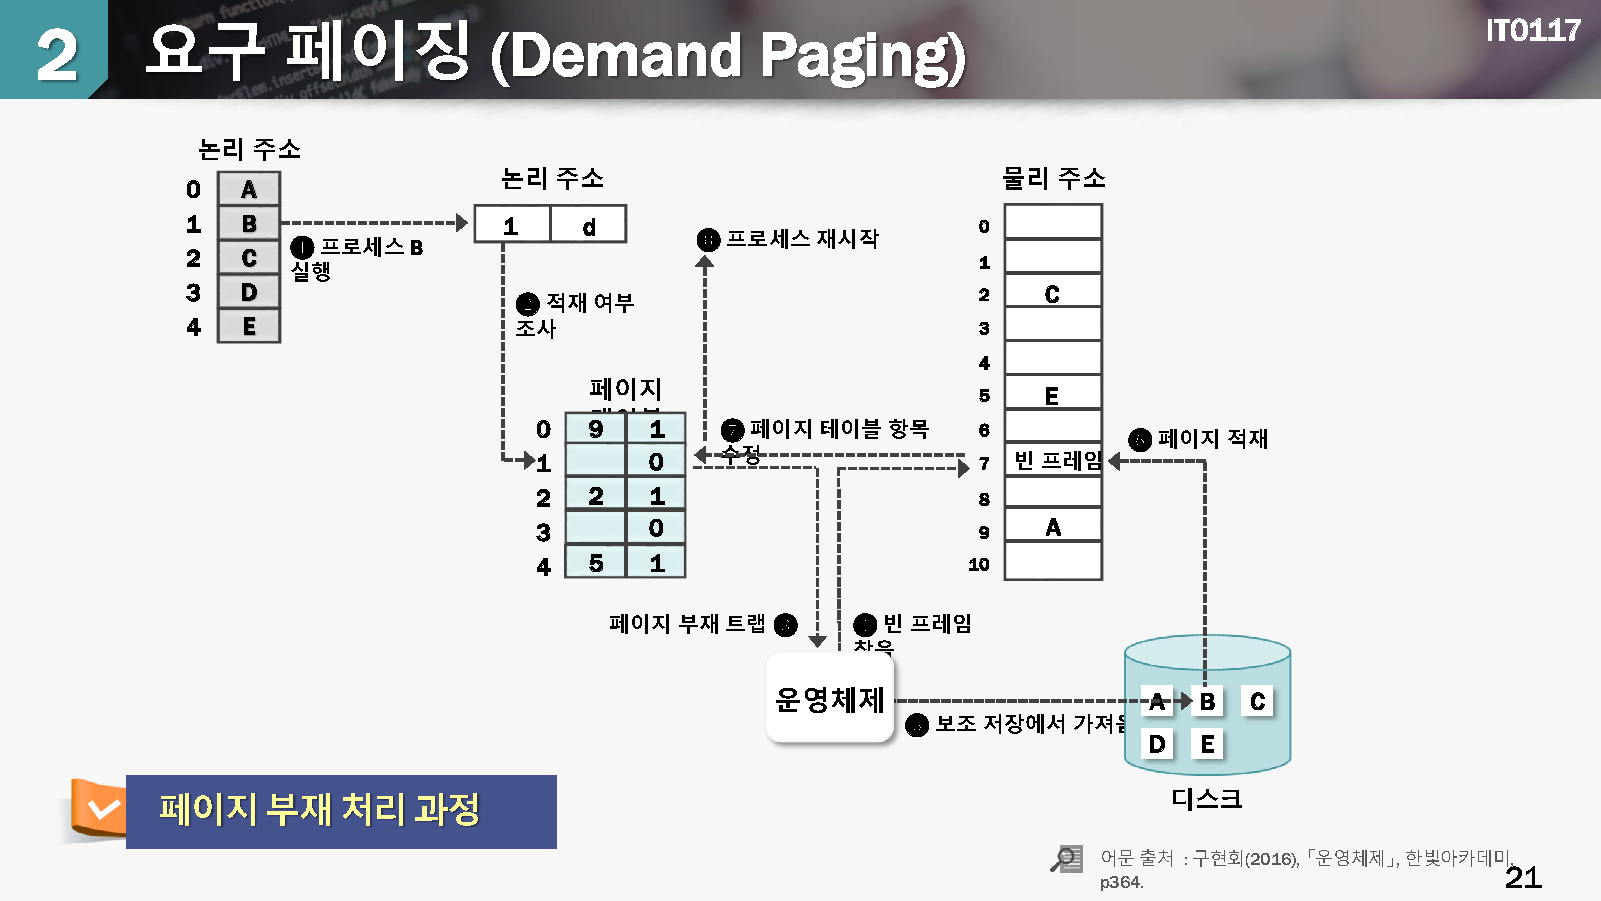 2
요구 페이징 (Demand Paging)
IT0117
논리 주소
0 A
1 B
2 C
3 D
4 E
❶ 프로세스 B
실행
논리 주소
1 d
❷ 적재 여부
조사
페이지
0 9 1
1 0
2 2 1
3 0
4 5 1
프로세스 재시작
❼ 페이지 테이블 항목
수정
물리 주소
0
1
2 C
3
4
5 E
6
7 빈 프레임
8
9 A
10
❻ 페이지 적재
페이지 부재 트랩 ❸
빈 프레임
찾음
운영체제
보조 저장에서 가져옴
A B C
D E
디스크
페이지 부재 처리 과정
어문 출처 : 구현회(2016), 「운영체제」, 한빛아카데미,
p364.
21